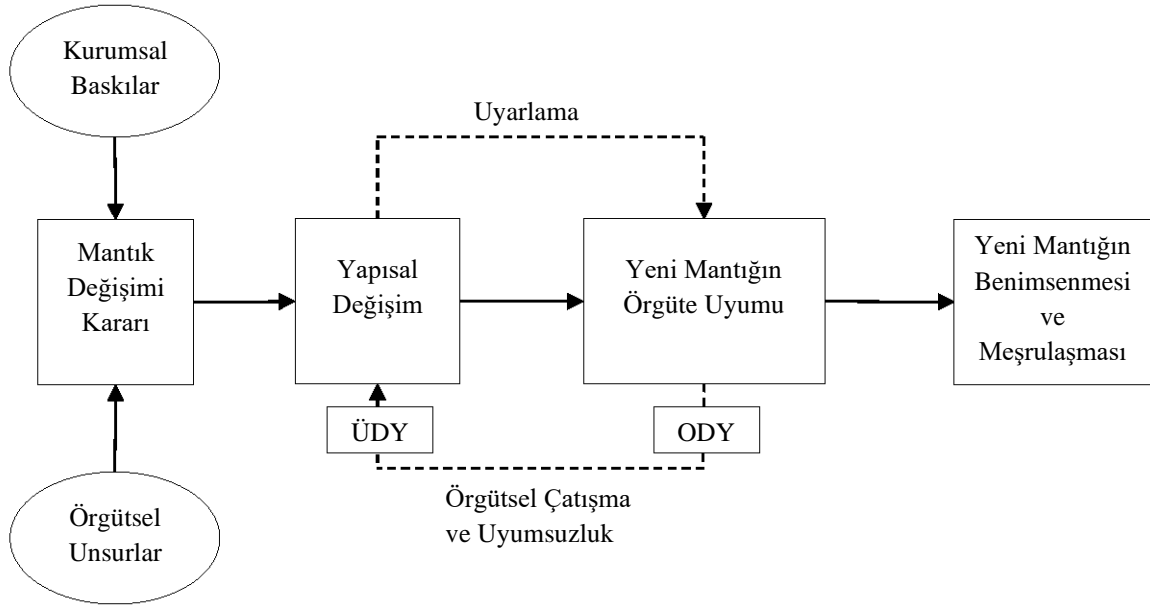 Kurumsal
Baskılar
Uyarlama
Mantık
Değişimi
Kararı
Yapısal
Değişim
Yeni Mantığın
Örgüte Uyumu
Yeni Mantığın
Benimsenmesi
ve
Meşrulaşması
ÜDY
ODY
Örgütsel Çatışma
ve Uyumsuzluk
Örgütsel
Unsurlar